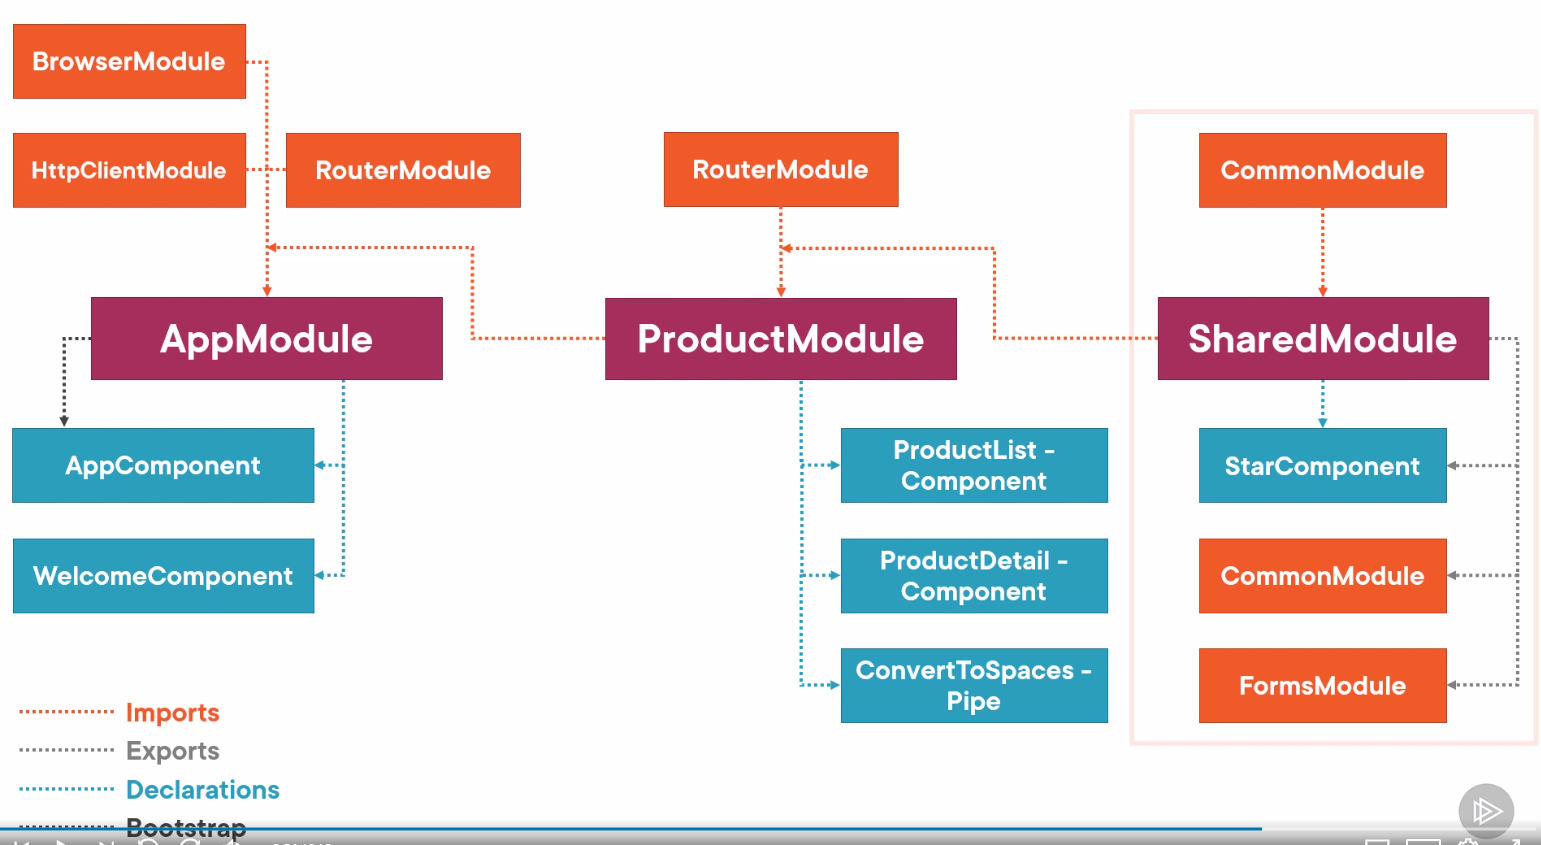 BrowserModule
HttpClientModule
RouterModule
RouterModule
CommonModule
AppModule
ProductModule
SharedModule
AppComponent
ProductList -
Component
StarComponent
WelcomeComponent
ProductDetail -
Component
CommonModule
ConvertToSpaces -
Pipe
FormsModule
Imports
Exports
Declarations
Bootstrap